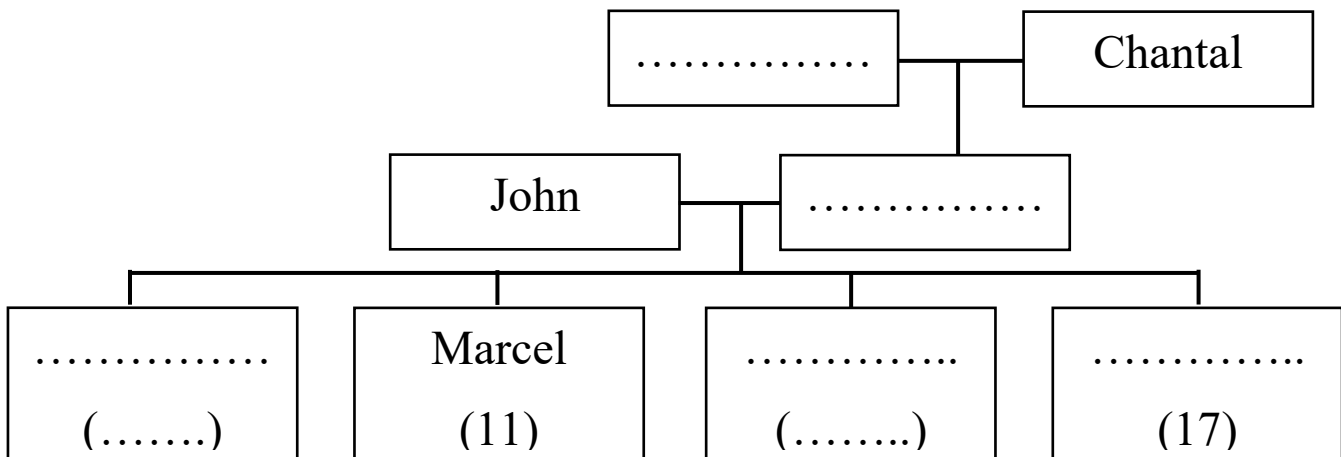 …………… Chantal
John ……………
…………… Marcel ………….. …………..
(…….) (11) (……..) (17)